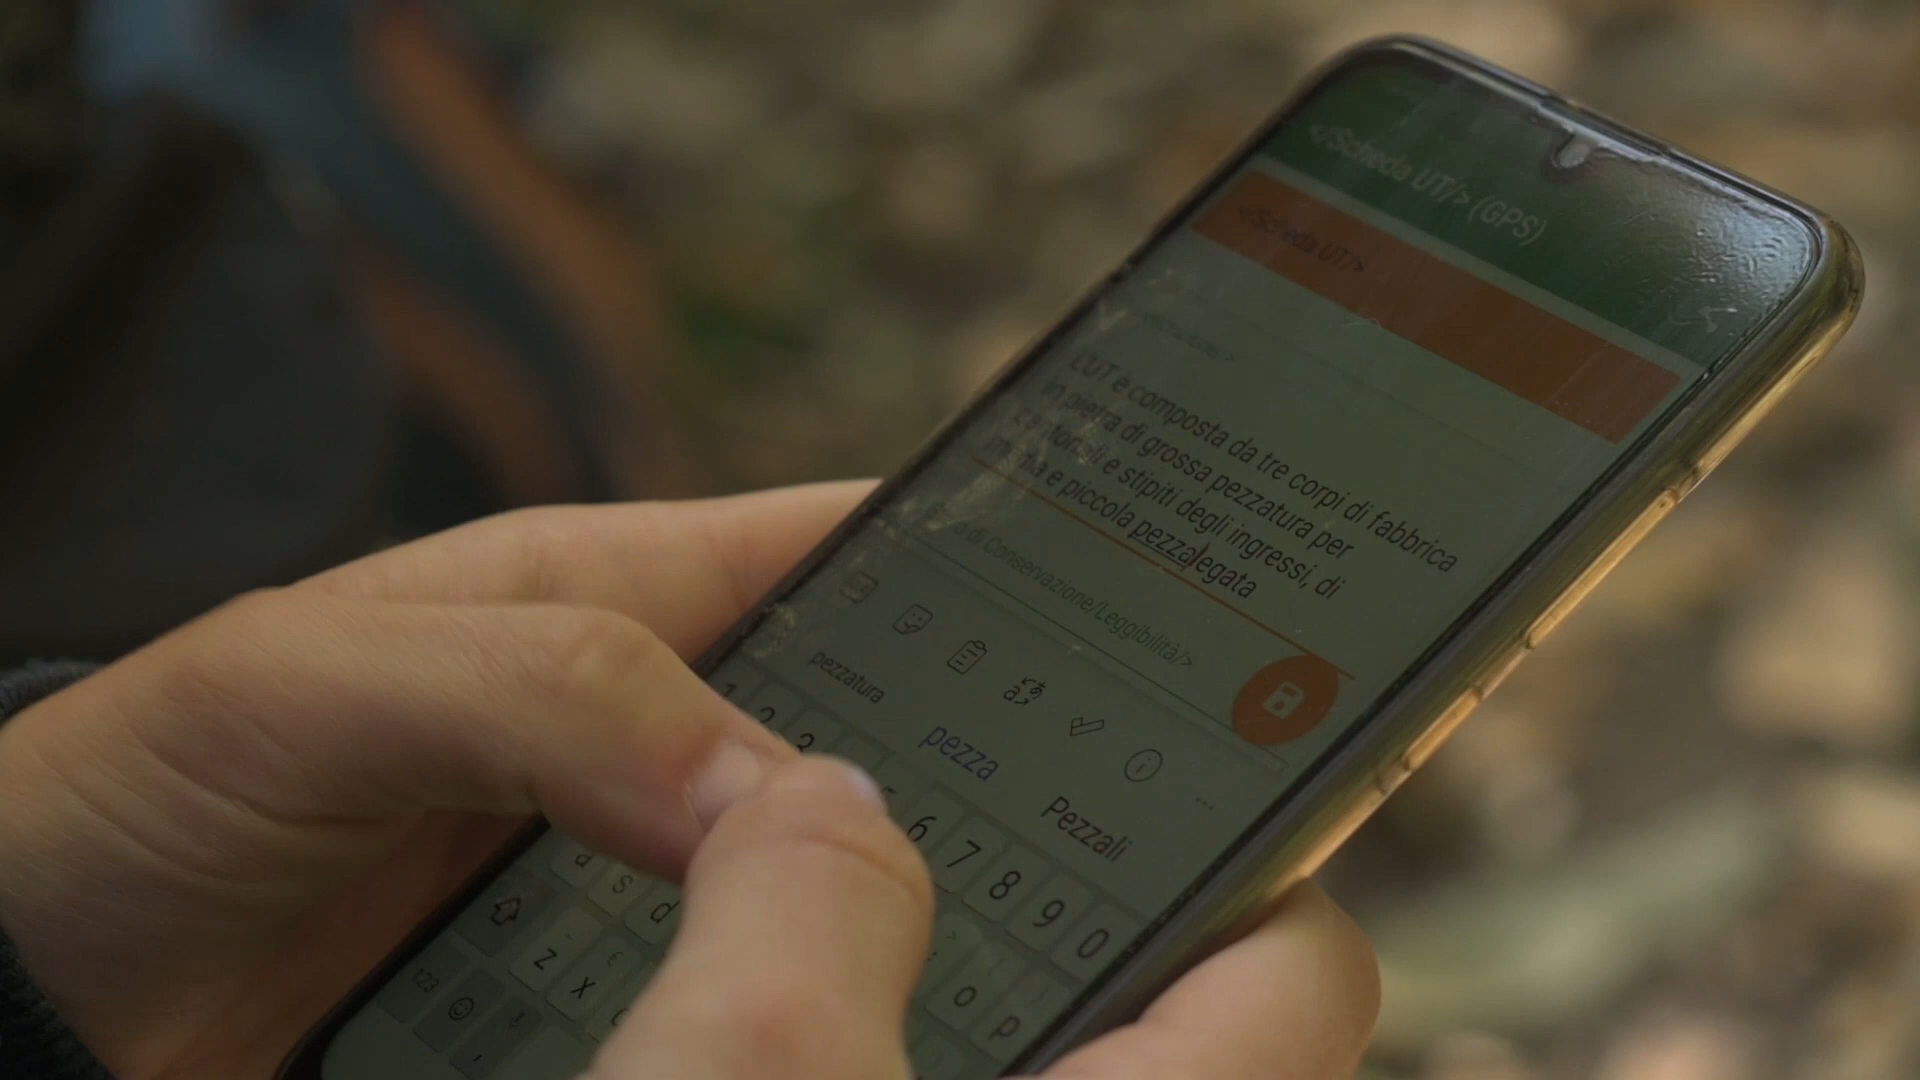 </Scheda UT/> (GPS)
</Scheda UT/>
L'UT è composta da tre corpi di fabbrica
in pietra di grossa pezzatura per
cantonali e stipiti degli ingressi, di
media e piccola pezzalegata
di Conservazione/Leggibilità/>
pezzatura pezza Pezzali
1 2 3 5 6 7 8 9 0
o p
a s d
z x c
123 ,